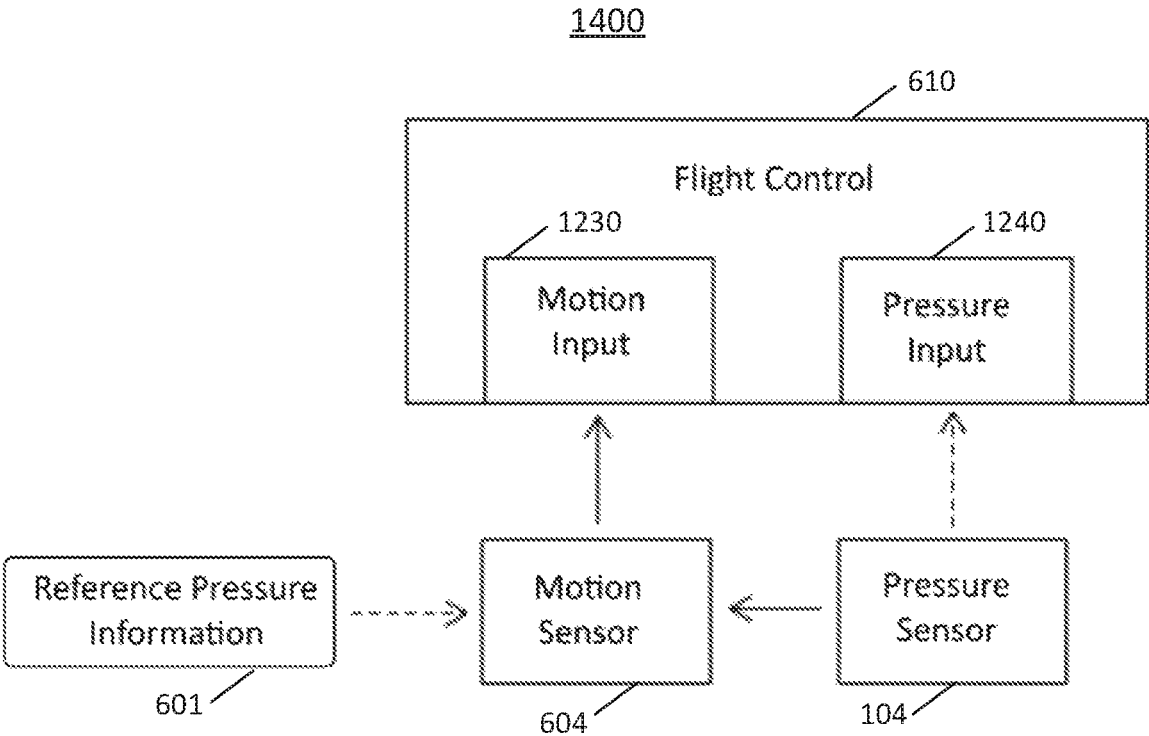 1400
610
Flight Control
1230
1240
Motion
Input
Pressure
Input
Reference Pressure
Information
Motion
Sensor
Pressure
Sensor
601
604
104